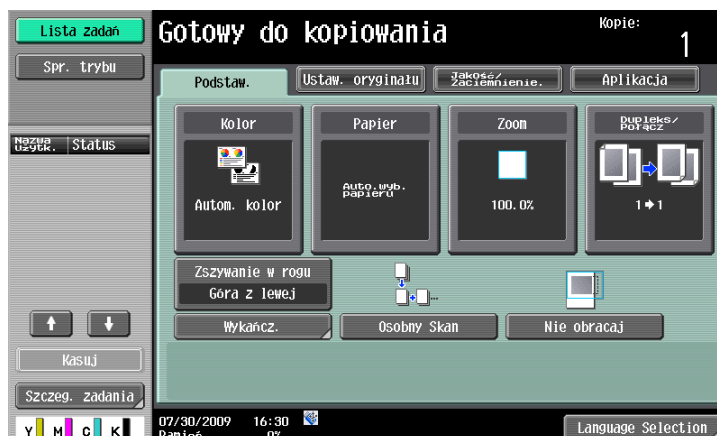 Lista zadań
Gotowy do kopiowania
Kopie:
1
Spr. trybu
Podstaw.
Ustaw. oryginału
Jakość/
zaciemnienie.
Aplikacja
Nazwa
użytk.
Status
Kolor
Papier
Zoom
Dupleks/
Połącz
Autom. kolor
Auto.wyb.
papieru
100.0%
1➜1
Zszywanie w rogu
Góra z lewej
Wykańcz.
Osobny Skan
Nie obracaj
Kasuj
Szczeg. zadania
Y M C K
07/30/2009 16:30
Pamięć 0%
Language Selection